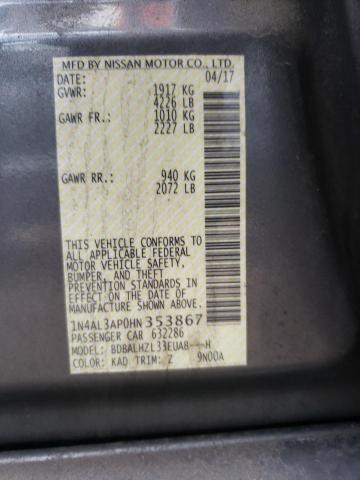 MFD BY NISSAN MOTOR CO., LTD.
DATE: 04/17
GVWR: 1917 KG
4226 LB
GAWR FR.: 1010 KG
2227 LB
GAWR RR.: 940 KG
2072 LB
THIS VEHICLE CONFORMS TO
ALL APPLICABLE FEDERAL
MOTOR VEHICLE SAFETY,
BUMPER, AND THEFT
PREVENTION STANDARDS
IN EFFECT ON THE DATE OF
MANUFACTURE SHOWN ABOVE.
1N4AL3AP0HN353867
PASSENGER CAR 632286
MODEL: BDBALHZL33EUAB---H
COLOR: KAD TRIM: Z 9N00A